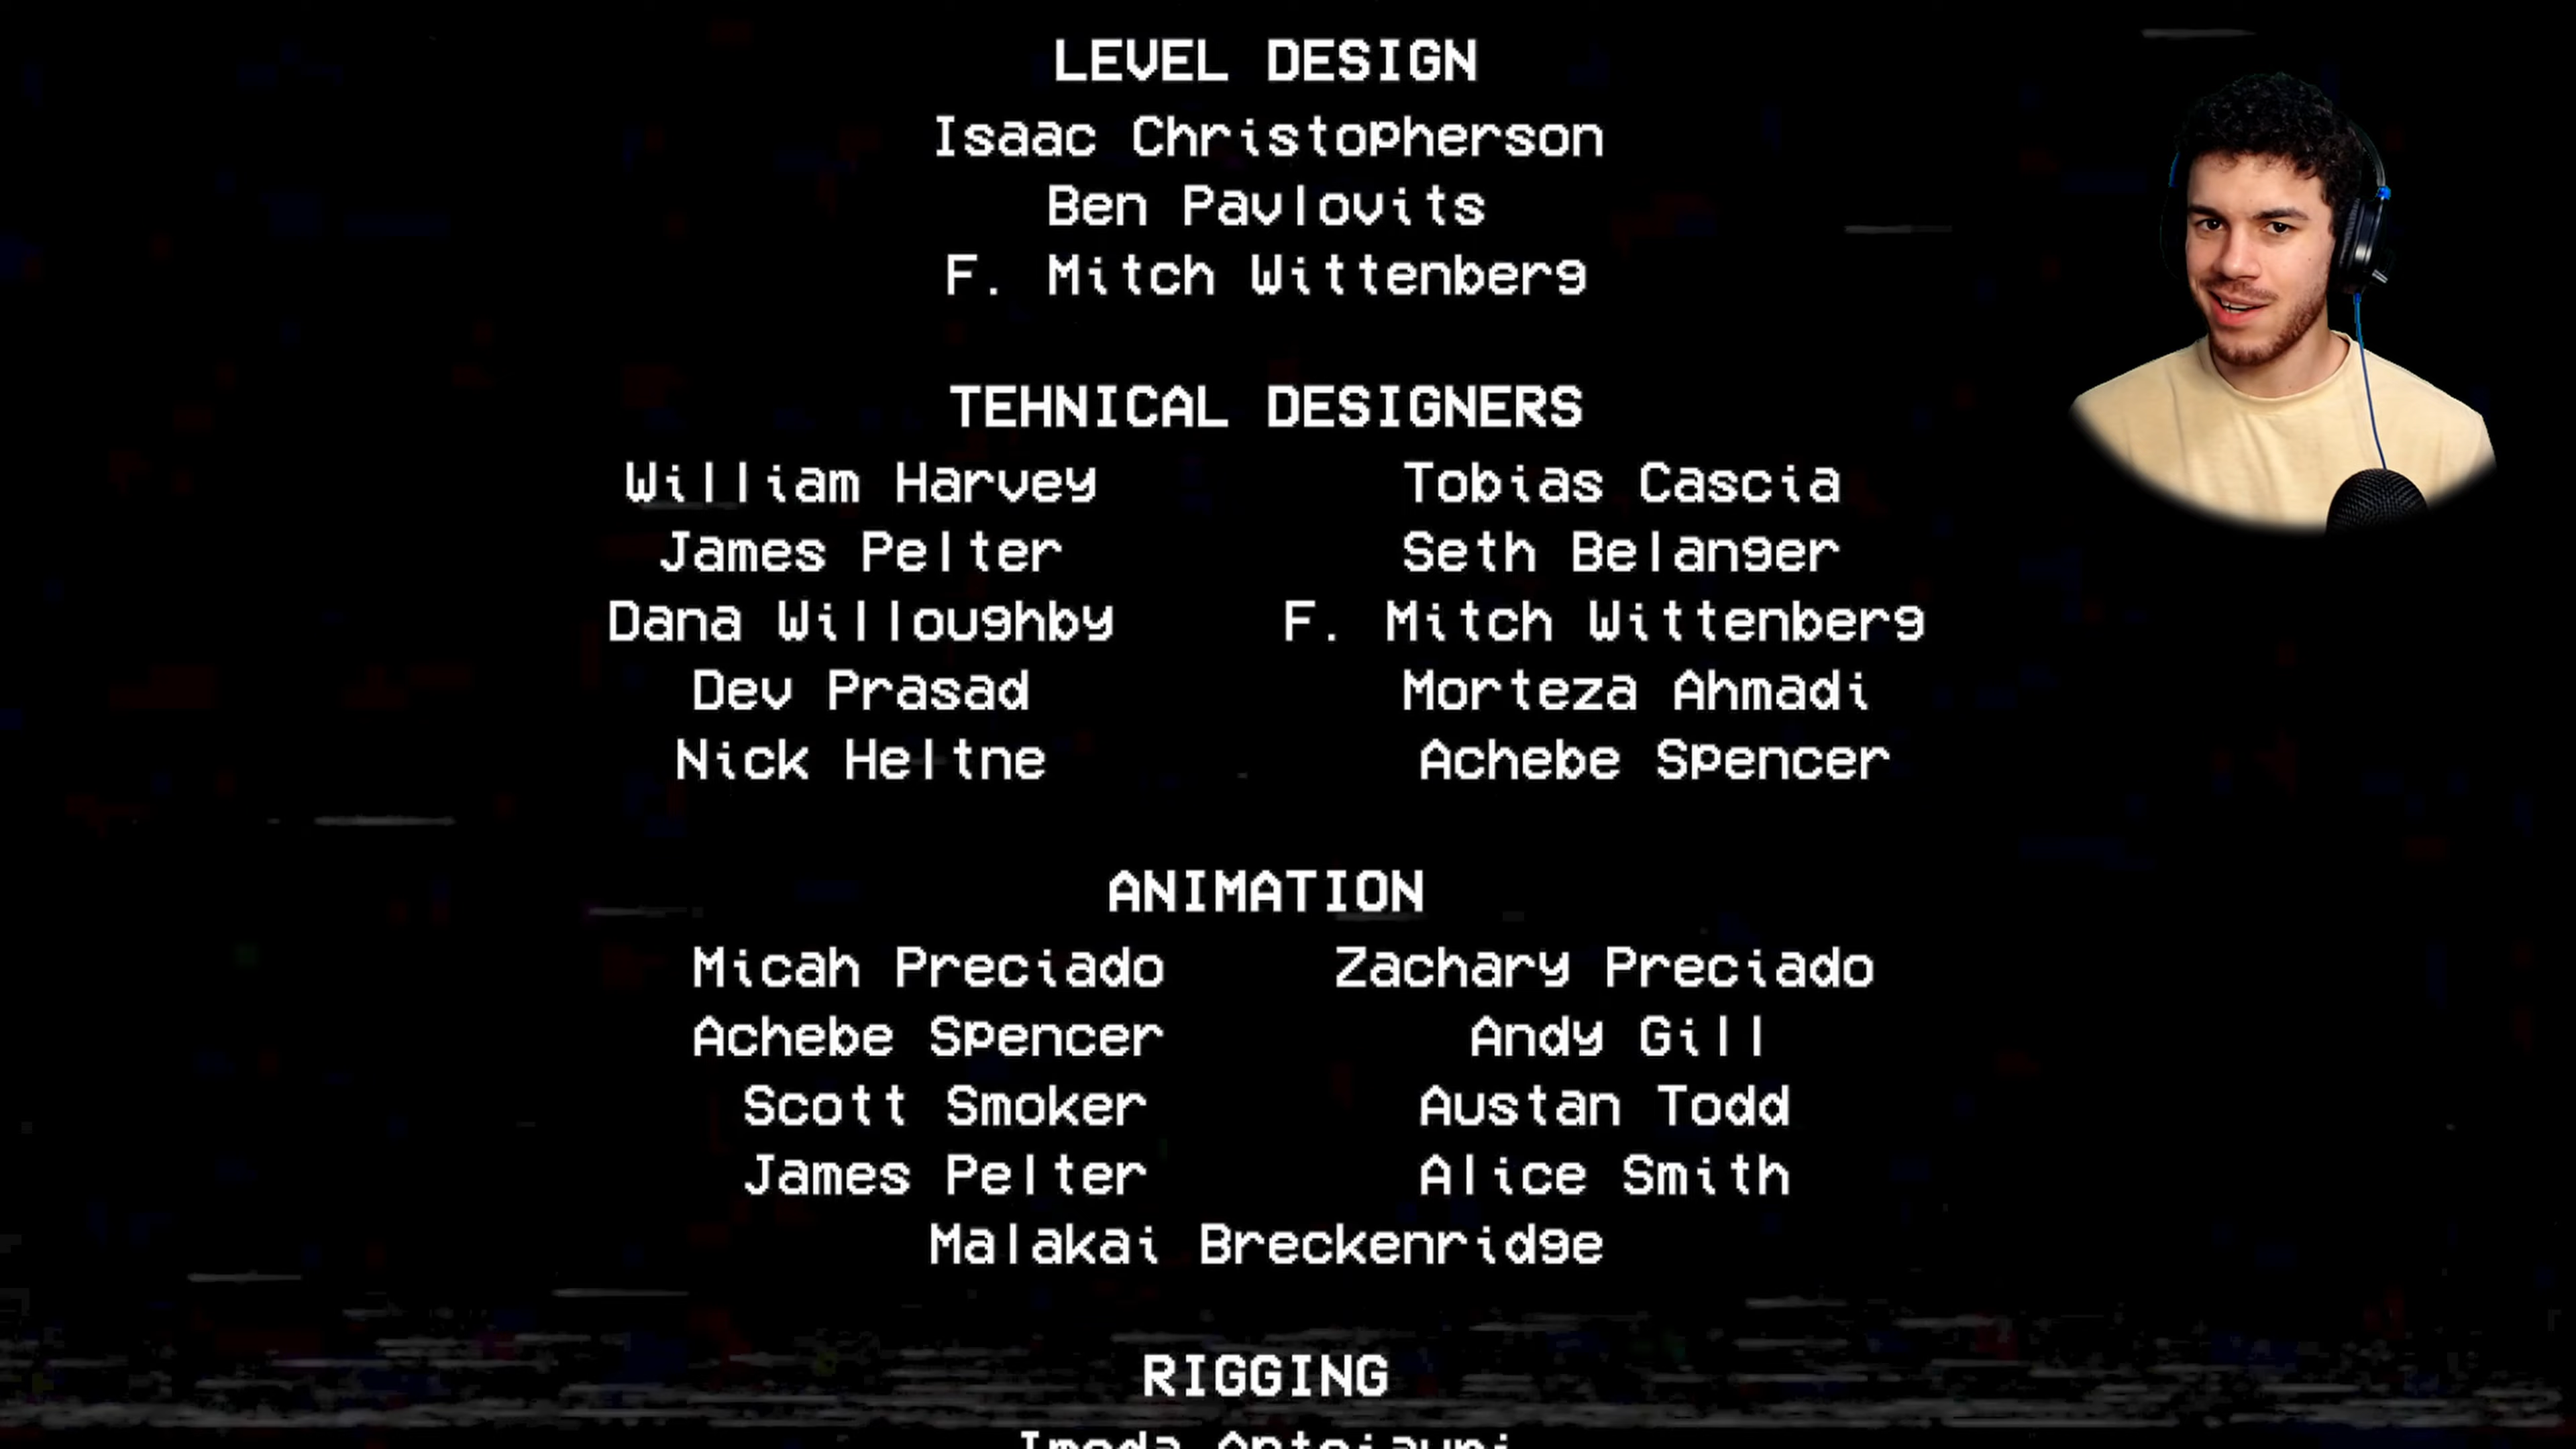 LEVEL DESIGN
Isaac Christopherson
Ben Pavlovits
F. Mitch Wittenberg
TEHNICAL DESIGNERS
William Harvey Tobias Cascia
James Pelter Seth Belanger
Dana Willoughby F. Mitch Wittenberg
Dev Prasad Morteza Ahmadi
Nick Heltne Achebe Spencer
ANIMATION
Micah Preciado Zachary Preciado
Achebe Spencer Andy Gill
Scott Smoker Austan Todd
James Pelter Alice Smith
Malakai Breckenridge
RIGGING